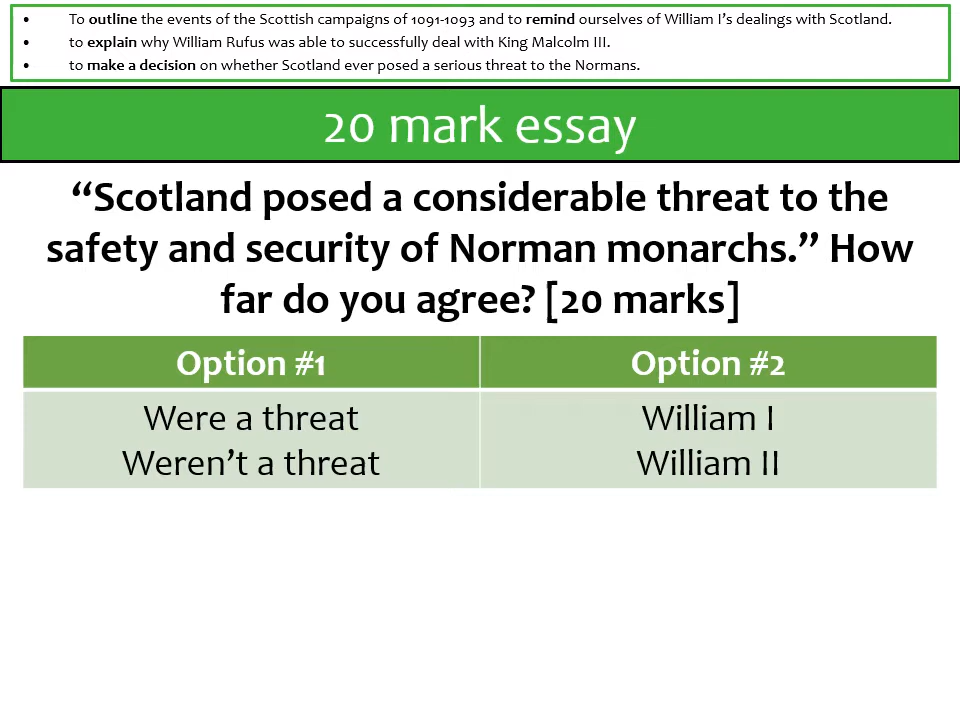 • To outline the events of the Scottish campaigns of 1091-1093 and to remind ourselves of William I's dealings with Scotland.
• to explain why William Rufus was able to successfully deal with King Malcolm III.
• to make a decision on whether Scotland ever posed a serious threat to the Normans.
20 mark essay
“Scotland posed a considerable threat to the
safety and security of Norman monarchs.” How
far do you agree? [20 marks]
Option #1
Option #2
Were a threat
Weren't a threat
William I
William II